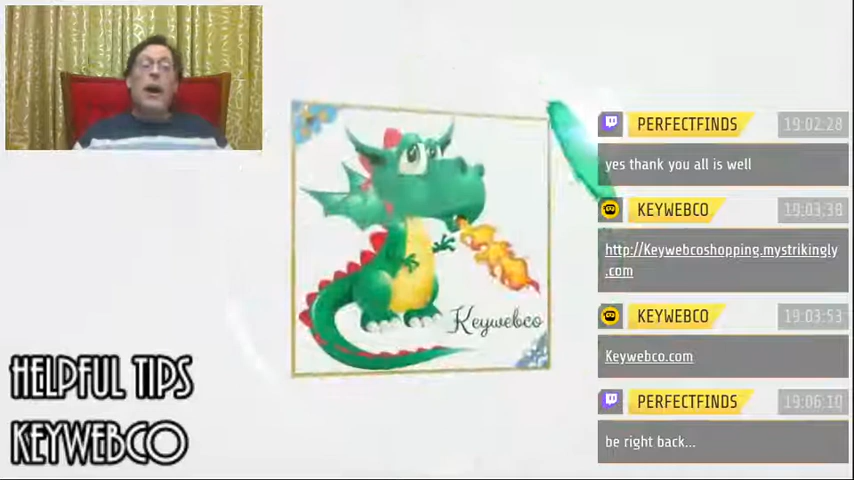 PERFECTFINDS 19:02:28
yes thank you all is well
KEYWEBCO 19:03:38
http://Keywebcoshopping.mystrikingly
.com
KEYWEBCO 19:03:53
Keywebco.com
PERFECTFINDS 19:06:10
be right back...
Keywebco
HELPFUL TIPS
KEYWEBCO